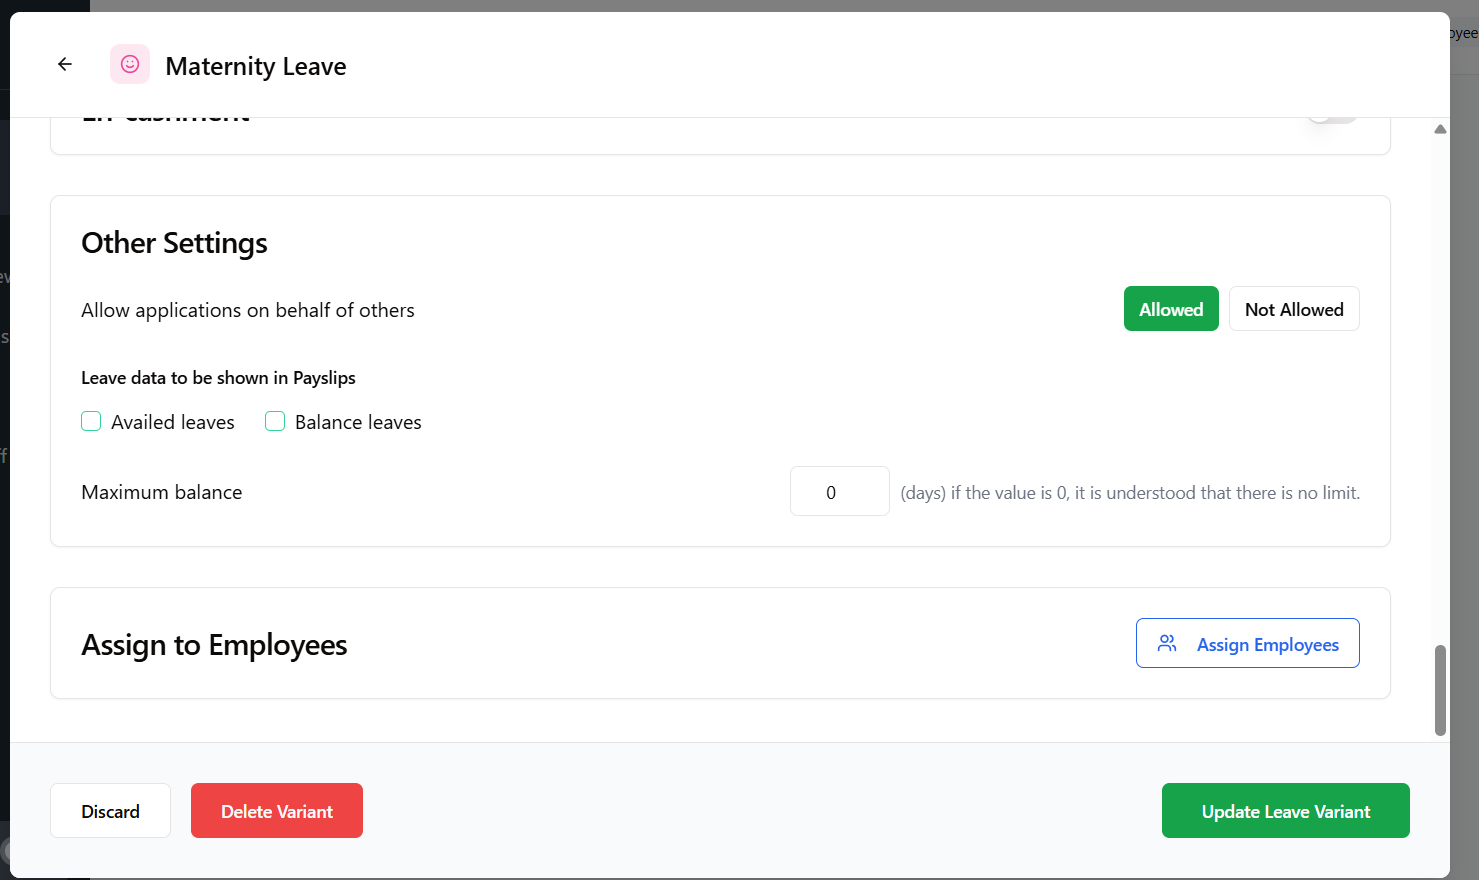 Maternity Leave
En-cashment
Other Settings
Allow applications on behalf of others
Allowed
Not Allowed
Leave data to be shown in Payslips
Availed leaves
Balance leaves
Maximum balance
0
(days) if the value is 0, it is understood that there is no limit.
Assign to Employees
Assign Employees
Discard
Delete Variant
Update Leave Variant